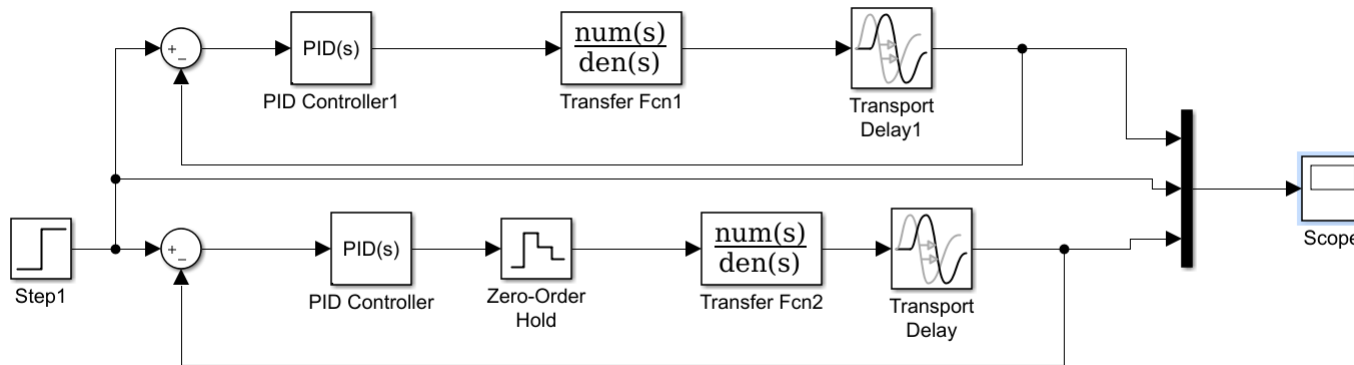 +
−
PID(s)
PID Controller1
num(s)
den(s)
Transfer Fcn1
Transport
Delay1
Step1
+
−
PID(s)
PID Controller
Zero-Order
Hold
num(s)
den(s)
Transfer Fcn2
Transport
Delay
Scope